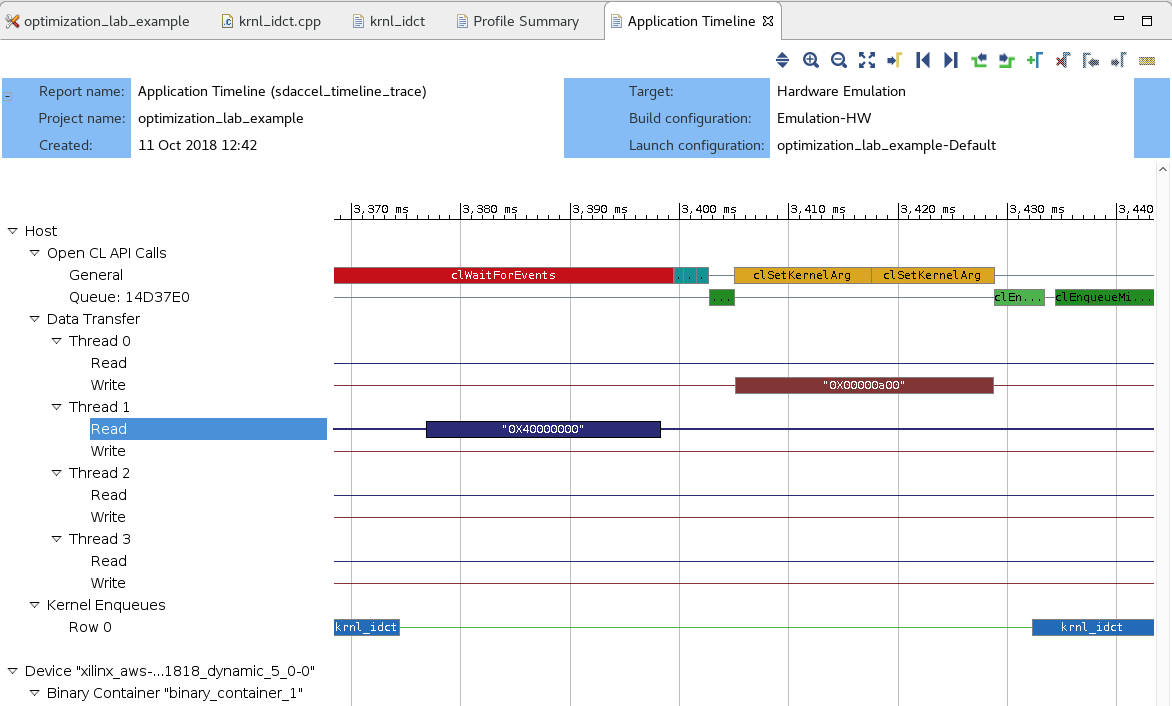 optimization_lab_example krnl_idct.cpp krnl_idct Profile Summary Application Timeline
Report name: Application Timeline (sdaccel_timeline_trace) Target: Hardware Emulation
Project name: optimization_lab_example Build configuration: Emulation-HW
Created: 11 Oct 2018 12:42 Launch configuration: optimization_lab_example-Default
3,370 ms 3,380 ms 3,390 ms 3,400 ms 3,410 ms 3,420 ms 3,430 ms 3,440
Host
Open CL API Calls
General clWaitForEvents . . . clSetKernelArg clSetKernelArg
Queue: 14D37E0 ... clEn... clEnqueueMi...
Data Transfer
Thread 0
Read
Write "0X00000a00"
Thread 1
Read "0X40000000"
Write
Thread 2
Read
Write
Thread 3
Read
Write
Kernel Enqueues
Row 0 krnl_idct krnl_idct
Device "xilinx_aws-...1818_dynamic_5_0-0"
Binary Container "binary_container_1"